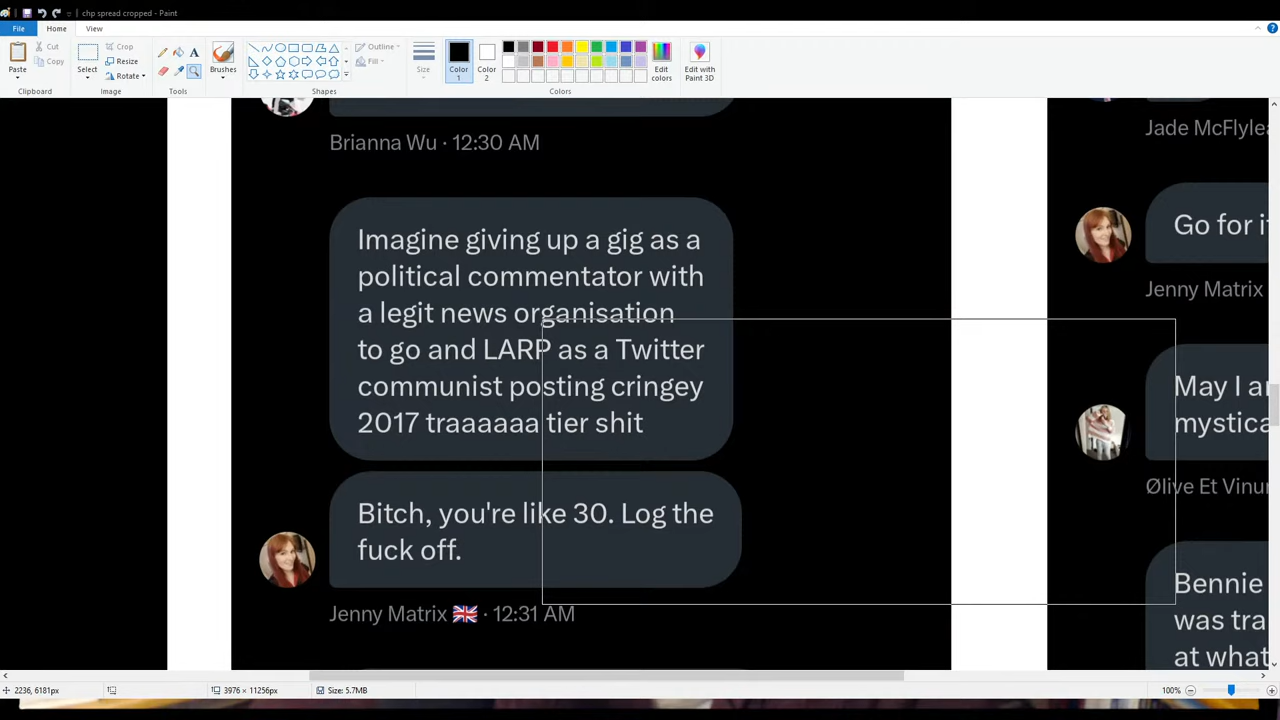 chp spread cropped - Paint
File
Home
View
Paste
Cut
Copy
Clipboard
Select
Crop
Resize
Rotate
Image
Tools
Brushes
Shapes
Outline
Fill
Size
Color
1
Color
2
Colors
Edit
colors
Edit with
Paint 3D
Brianna Wu · 12:30 AM
Imagine giving up a gig as a
political commentator with
a legit news organisation
to go and LARP as a Twitter
communist posting cringey
2017 traaaaaa tier shit
Bitch, you're like 30. Log the
fuck off.
Jenny Matrix 🇬🇧 · 12:31 AM
Jade McFlylea
Go for i
Jenny Matrix
May I a
mystica
Ølive Et Vinu
Bennie
was tra
at what
2236, 6181px
3976 × 11256px
Size: 5.7MB
100%